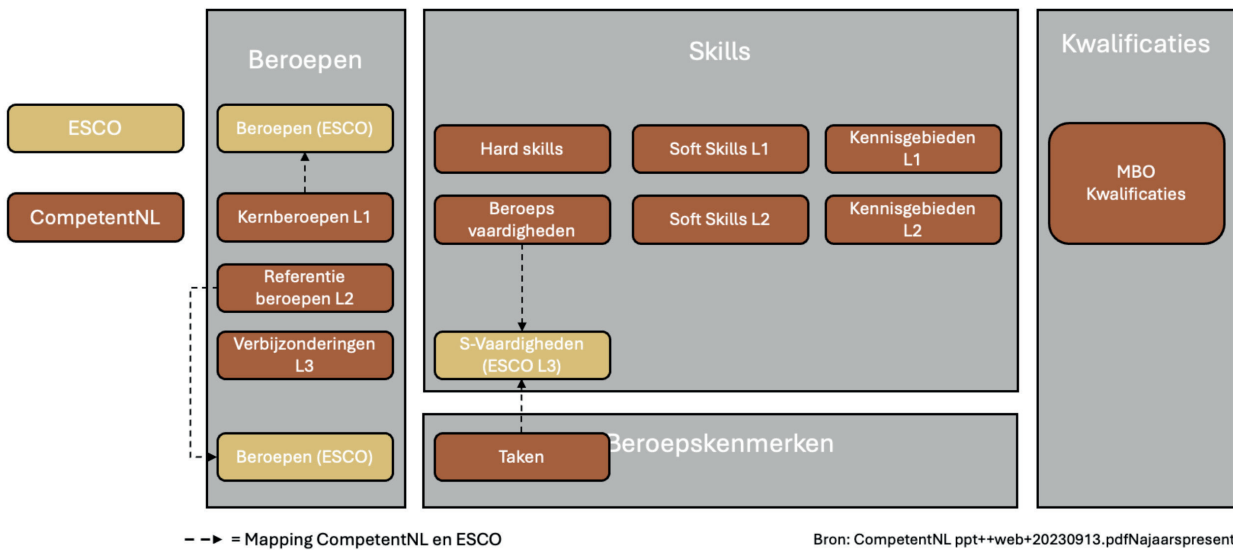 Beroepen
Skills
Kwalificaties
ESCO
CompetentNL
Beroepen (ESCO)
Kernberoepen L1
Referentie
beroepen L2
Verbijzonderingen
L3
Beroepen (ESCO)
Hard skills
Soft Skills L1
Kennisgebieden
L1
Beroeps
vaardigheden
Soft Skills L2
Kennisgebieden
L2
S-Vaardigheden
(ESCO L3)
Taken
Beroepskenmerken
MBO
Kwalificaties
= Mapping CompetentNL en ESCO
Bron: CompetentNL ppt++web+20230913.pdfNajaarspresent